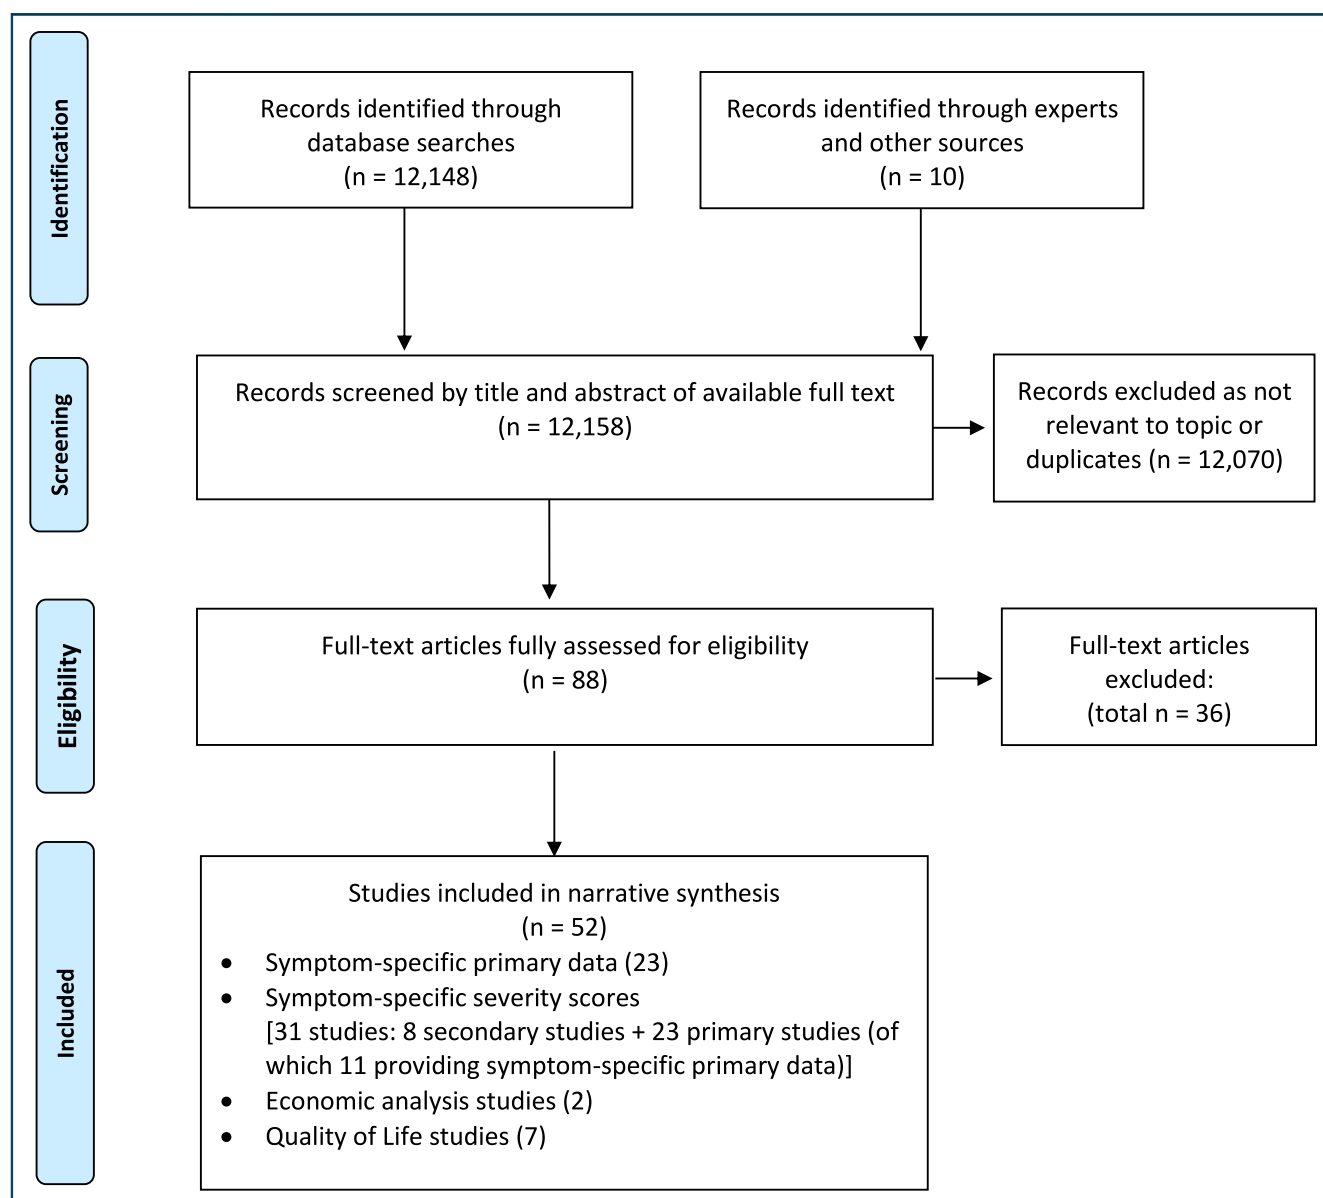 Identification
Records identified through
database searches
(n = 12,148)
Records identified through experts
and other sources
(n = 10)
Screening
Records screened by title and abstract of available full text
(n = 12,158)
Records excluded as not
relevant to topic or
duplicates (n = 12,070)
Eligibility
Full-text articles fully assessed for eligibility
(n = 88)
Full-text articles
excluded:
(total n = 36)
Included
Studies included in narrative synthesis
(n = 52)
• Symptom-specific primary data (23)
• Symptom-specific severity scores
[31 studies: 8 secondary studies + 23 primary studies (of
which 11 providing symptom-specific primary data)]
• Economic analysis studies (2)
• Quality of Life studies (7)